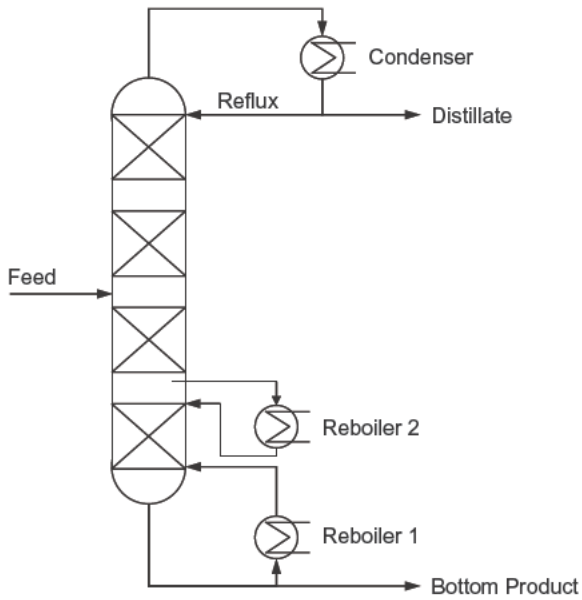 Condenser
Reflux
Distillate
Feed
Reboiler 2
Reboiler 1
Bottom Product